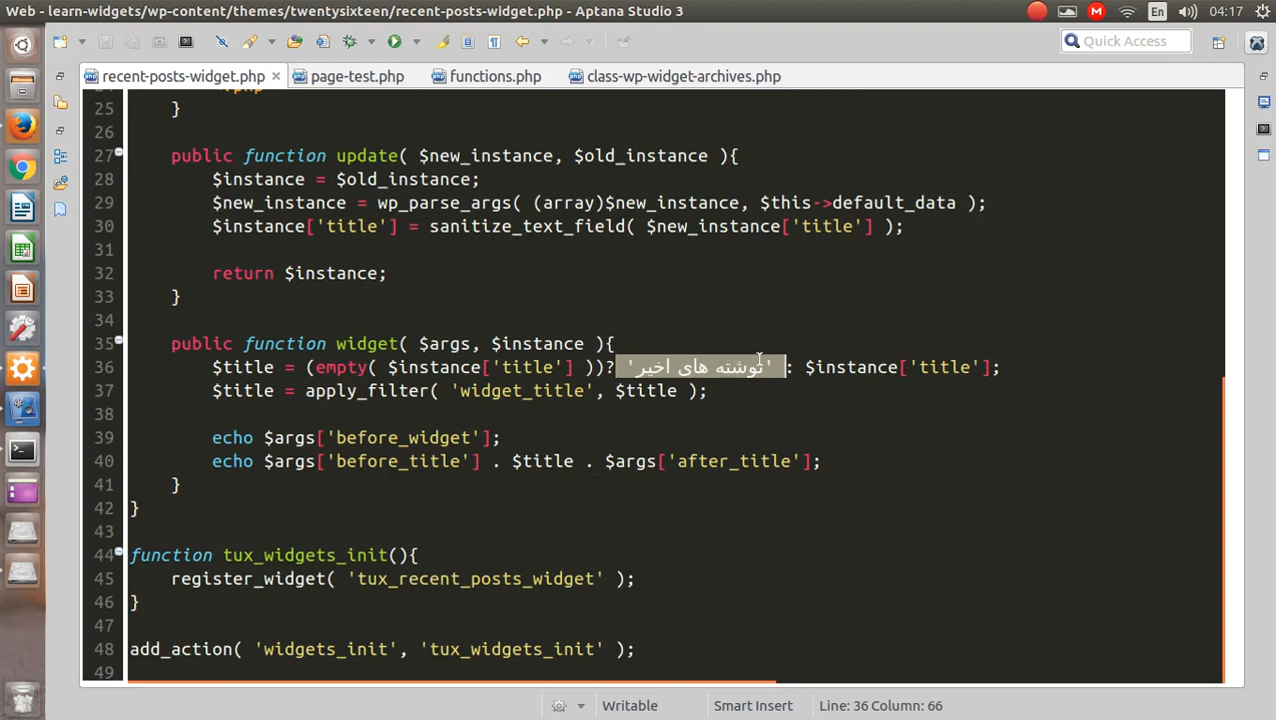 Web - learn-widgets/wp-content/themes/twentysixteen/recent-posts-widget.php - Aptana Studio 3
En
04:17
Quick Access
recent-posts-widget.php
page-test.php
functions.php
class-wp-widget-archives.php
25 }
26
27 public function update( $new_instance, $old_instance ){
28 $instance = $old_instance;
29 $new_instance = wp_parse_args( (array)$new_instance, $this->default_data );
30 $instance['title'] = sanitize_text_field( $new_instance['title'] );
31
32 return $instance;
33 }
34
35 public function widget( $args, $instance ){
36 $title = (empty( $instance['title'] ))? 'نوشته های اخیر' : $instance['title'];
37 $title = apply_filter( 'widget_title', $title );
38
39 echo $args['before_widget'];
40 echo $args['before_title'] . $title . $args['after_title'];
41 }
42 }
43
44 function tux_widgets_init(){
45 register_widget( 'tux_recent_posts_widget' );
46 }
47
48 add_action( 'widgets_init', 'tux_widgets_init' );
49
Writable
Smart Insert
Line: 36 Column: 66